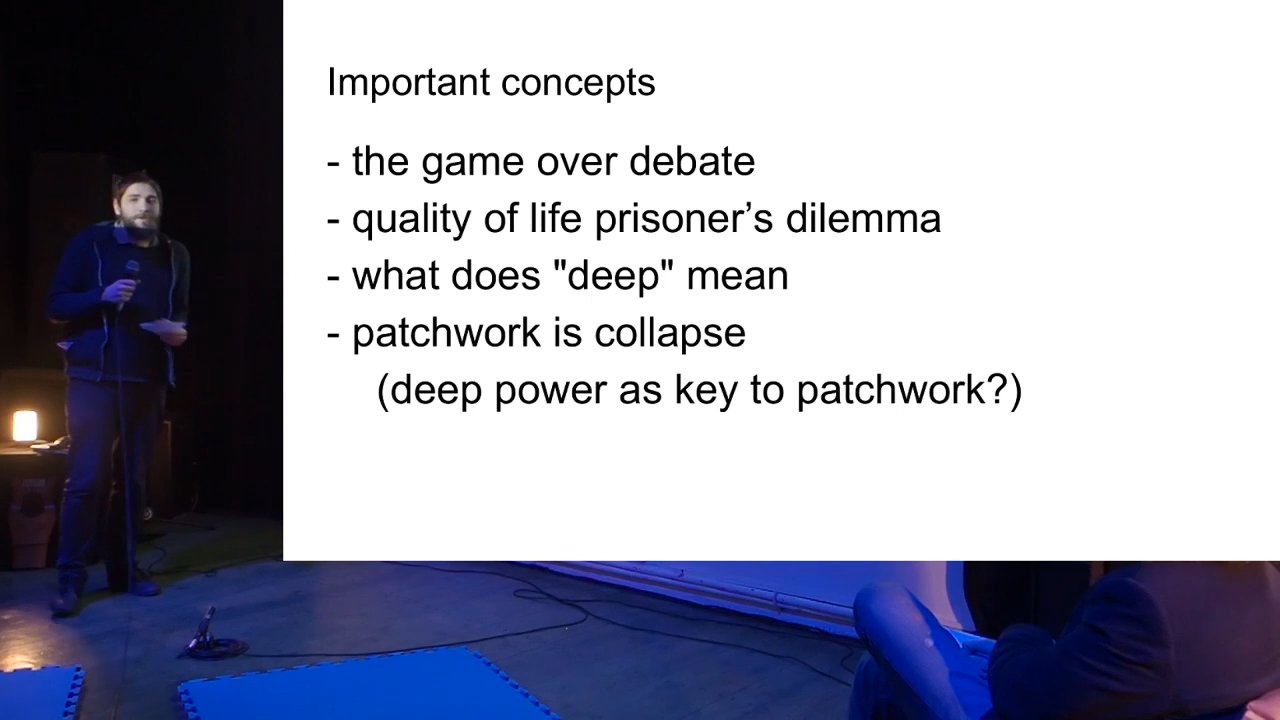 Important concepts
- the game over debate
- quality of life prisoner’s dilemma
- what does "deep" mean
- patchwork is collapse
(deep power as key to patchwork?)